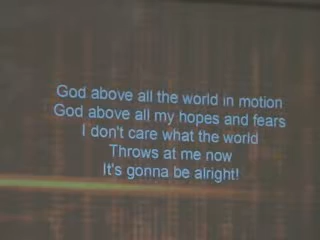 God above all the world in motion
God above all my hopes and fears
I don't care what the world
Throws at me now
It's gonna be alright!